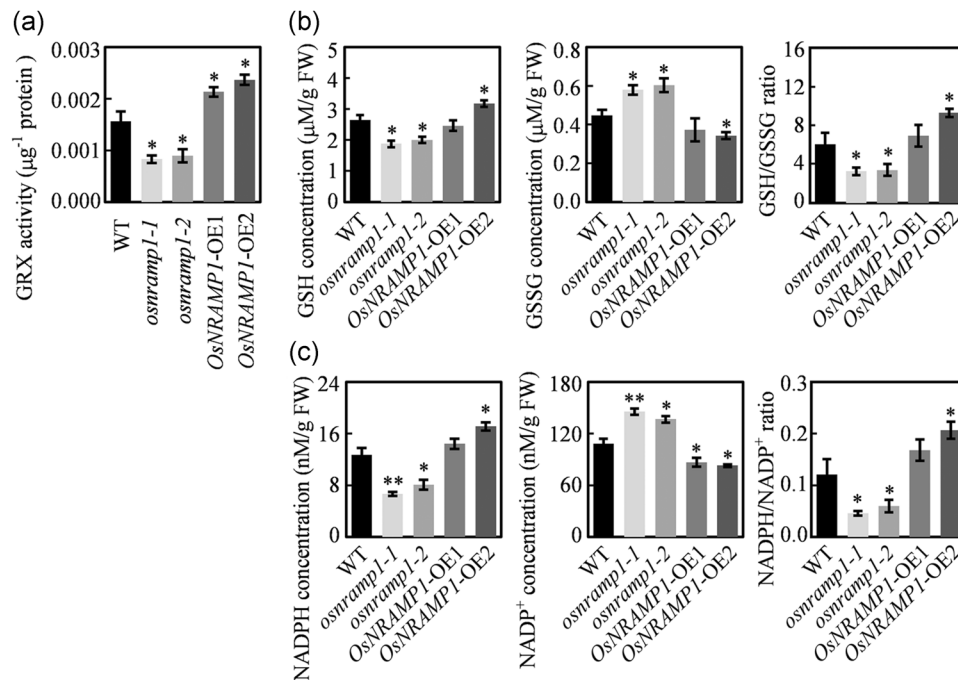 (a)
GRX activity (μg⁻¹ protein )
0.003
0.002
0.001
0.000
*
*
*
*
WT
osnramp1-1
osnramp1-2
OsNRAMP1-OE1
OsNRAMP1-OE2
(b)
GSH concentration (μM/g FW)
5
4
3
2
1
0
*
*
*
WT
osnramp1-1
osnramp1-2
OsNRAMP1-OE1
OsNRAMP1-OE2
GSSG concentration (μM/g FW)
0.8
0.6
0.4
0.2
0.0
*
*
*
WT
osnramp1-1
osnramp1-2
OsNRAMP1-OE1
OsNRAMP1-OE2
GSH/GSSG ratio
16
12
8
4
0
*
*
*
WT
osnramp1-1
osnramp1-2
OsNRAMP1-OE1
OsNRAMP1-OE2
(c)
NADPH concentration (nM/g FW)
24
16
8
0
**
*
*
WT
osnramp1-1
osnramp1-2
OsNRAMP1-OE1
OsNRAMP1-OE2
NADP⁺ concentration (nM/g FW)
180
120
60
0
**
*
*
*
WT
osnramp1-1
osnramp1-2
OsNRAMP1-OE1
OsNRAMP1-OE2
NADPH/NADP⁺ ratio
0.3
0.2
0.1
0.0
*
*
*
WT
osnramp1-1
osnramp1-2
OsNRAMP1-OE1
OsNRAMP1-OE2